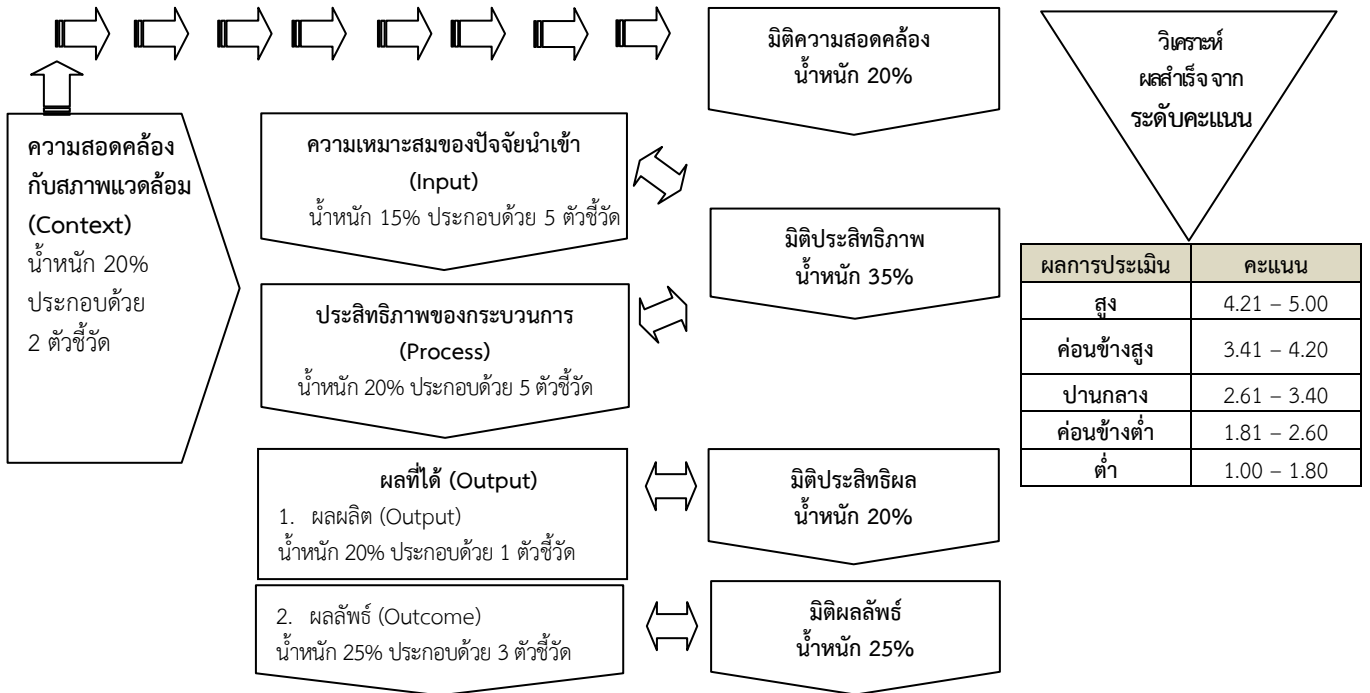 มิติความสอดคล้อง
น้ำหนัก 20%
วิเคราะห์
ผลสำเร็จ จาก
ระดับคะแนน
ความสอดคล้อง
กับสภาพแวดล้อม
(Context)
น้ำหนัก 20%
ประกอบด้วย
2 ตัวชี้วัด
ความเหมาะสมของปัจจัยนำเข้า
(Input)
น้ำหนัก 15% ประกอบด้วย 5 ตัวชี้วัด
มิติประสิทธิภาพ
น้ำหนัก 35%
ประสิทธิภาพของกระบวนการ
(Process)
น้ำหนัก 20% ประกอบด้วย 5 ตัวชี้วัด
ผลที่ได้ (Output)
1. ผลผลิต (Output)
น้ำหนัก 20% ประกอบด้วย 1 ตัวชี้วัด
มิติประสิทธิผล
น้ำหนัก 20%
2. ผลลัพธ์ (Outcome)
น้ำหนัก 25% ประกอบด้วย 3 ตัวชี้วัด
มิติผลลัพธ์
น้ำหนัก 25%
ผลการประเมิน คะแนน
สูง 4.21 – 5.00
ค่อนข้างสูง 3.41 – 4.20
ปานกลาง 2.61 – 3.40
ค่อนข้างต่ำ 1.81 – 2.60
ต่ำ 1.00 – 1.80